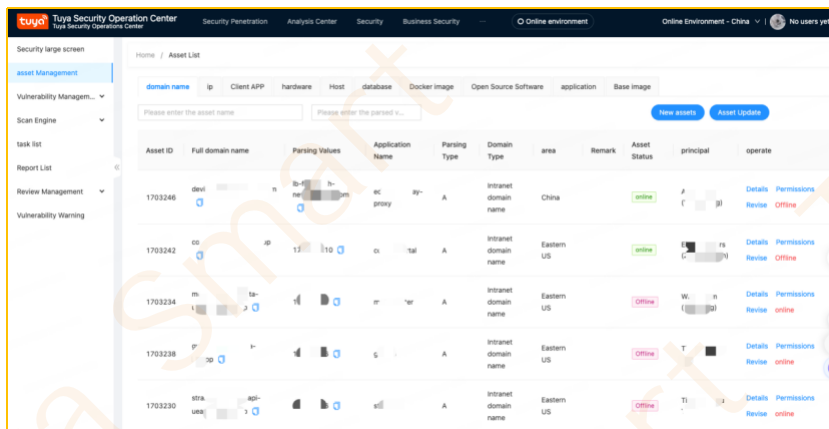 tuya Tuya Security Operation Center
Tuya Security Operations Center
Security Penetration Analysis Center Security Business Security ··· Online environment Online Environment - China No users yet
Security large screen
asset Management
Vulnerability Managem...
Scan Engine
task list
Report List
Review Management
Vulnerability Warning
Home / Asset List
domain name ip Client APP hardware Host database Docker image Open Source Software application Base image
Please enter the asset name Please enter the parsed v... New assets Asset Update
Asset ID Full domain name Parsing Values Application Name Parsing Type Domain Type area Remark Asset Status principal operate
1703246 A Intranet domain name China online Details Permissions
Revise Offline
1703242 A Intranet domain name Eastern US online Details Permissions
Revise Offline
1703234 A Intranet domain name Eastern US Offline Details Permissions
Revise online
1703238 A Intranet domain name Eastern US Offline Details Permissions
Revise online
1703230 A Intranet domain name Eastern US Offline Details Permissions
Revise online